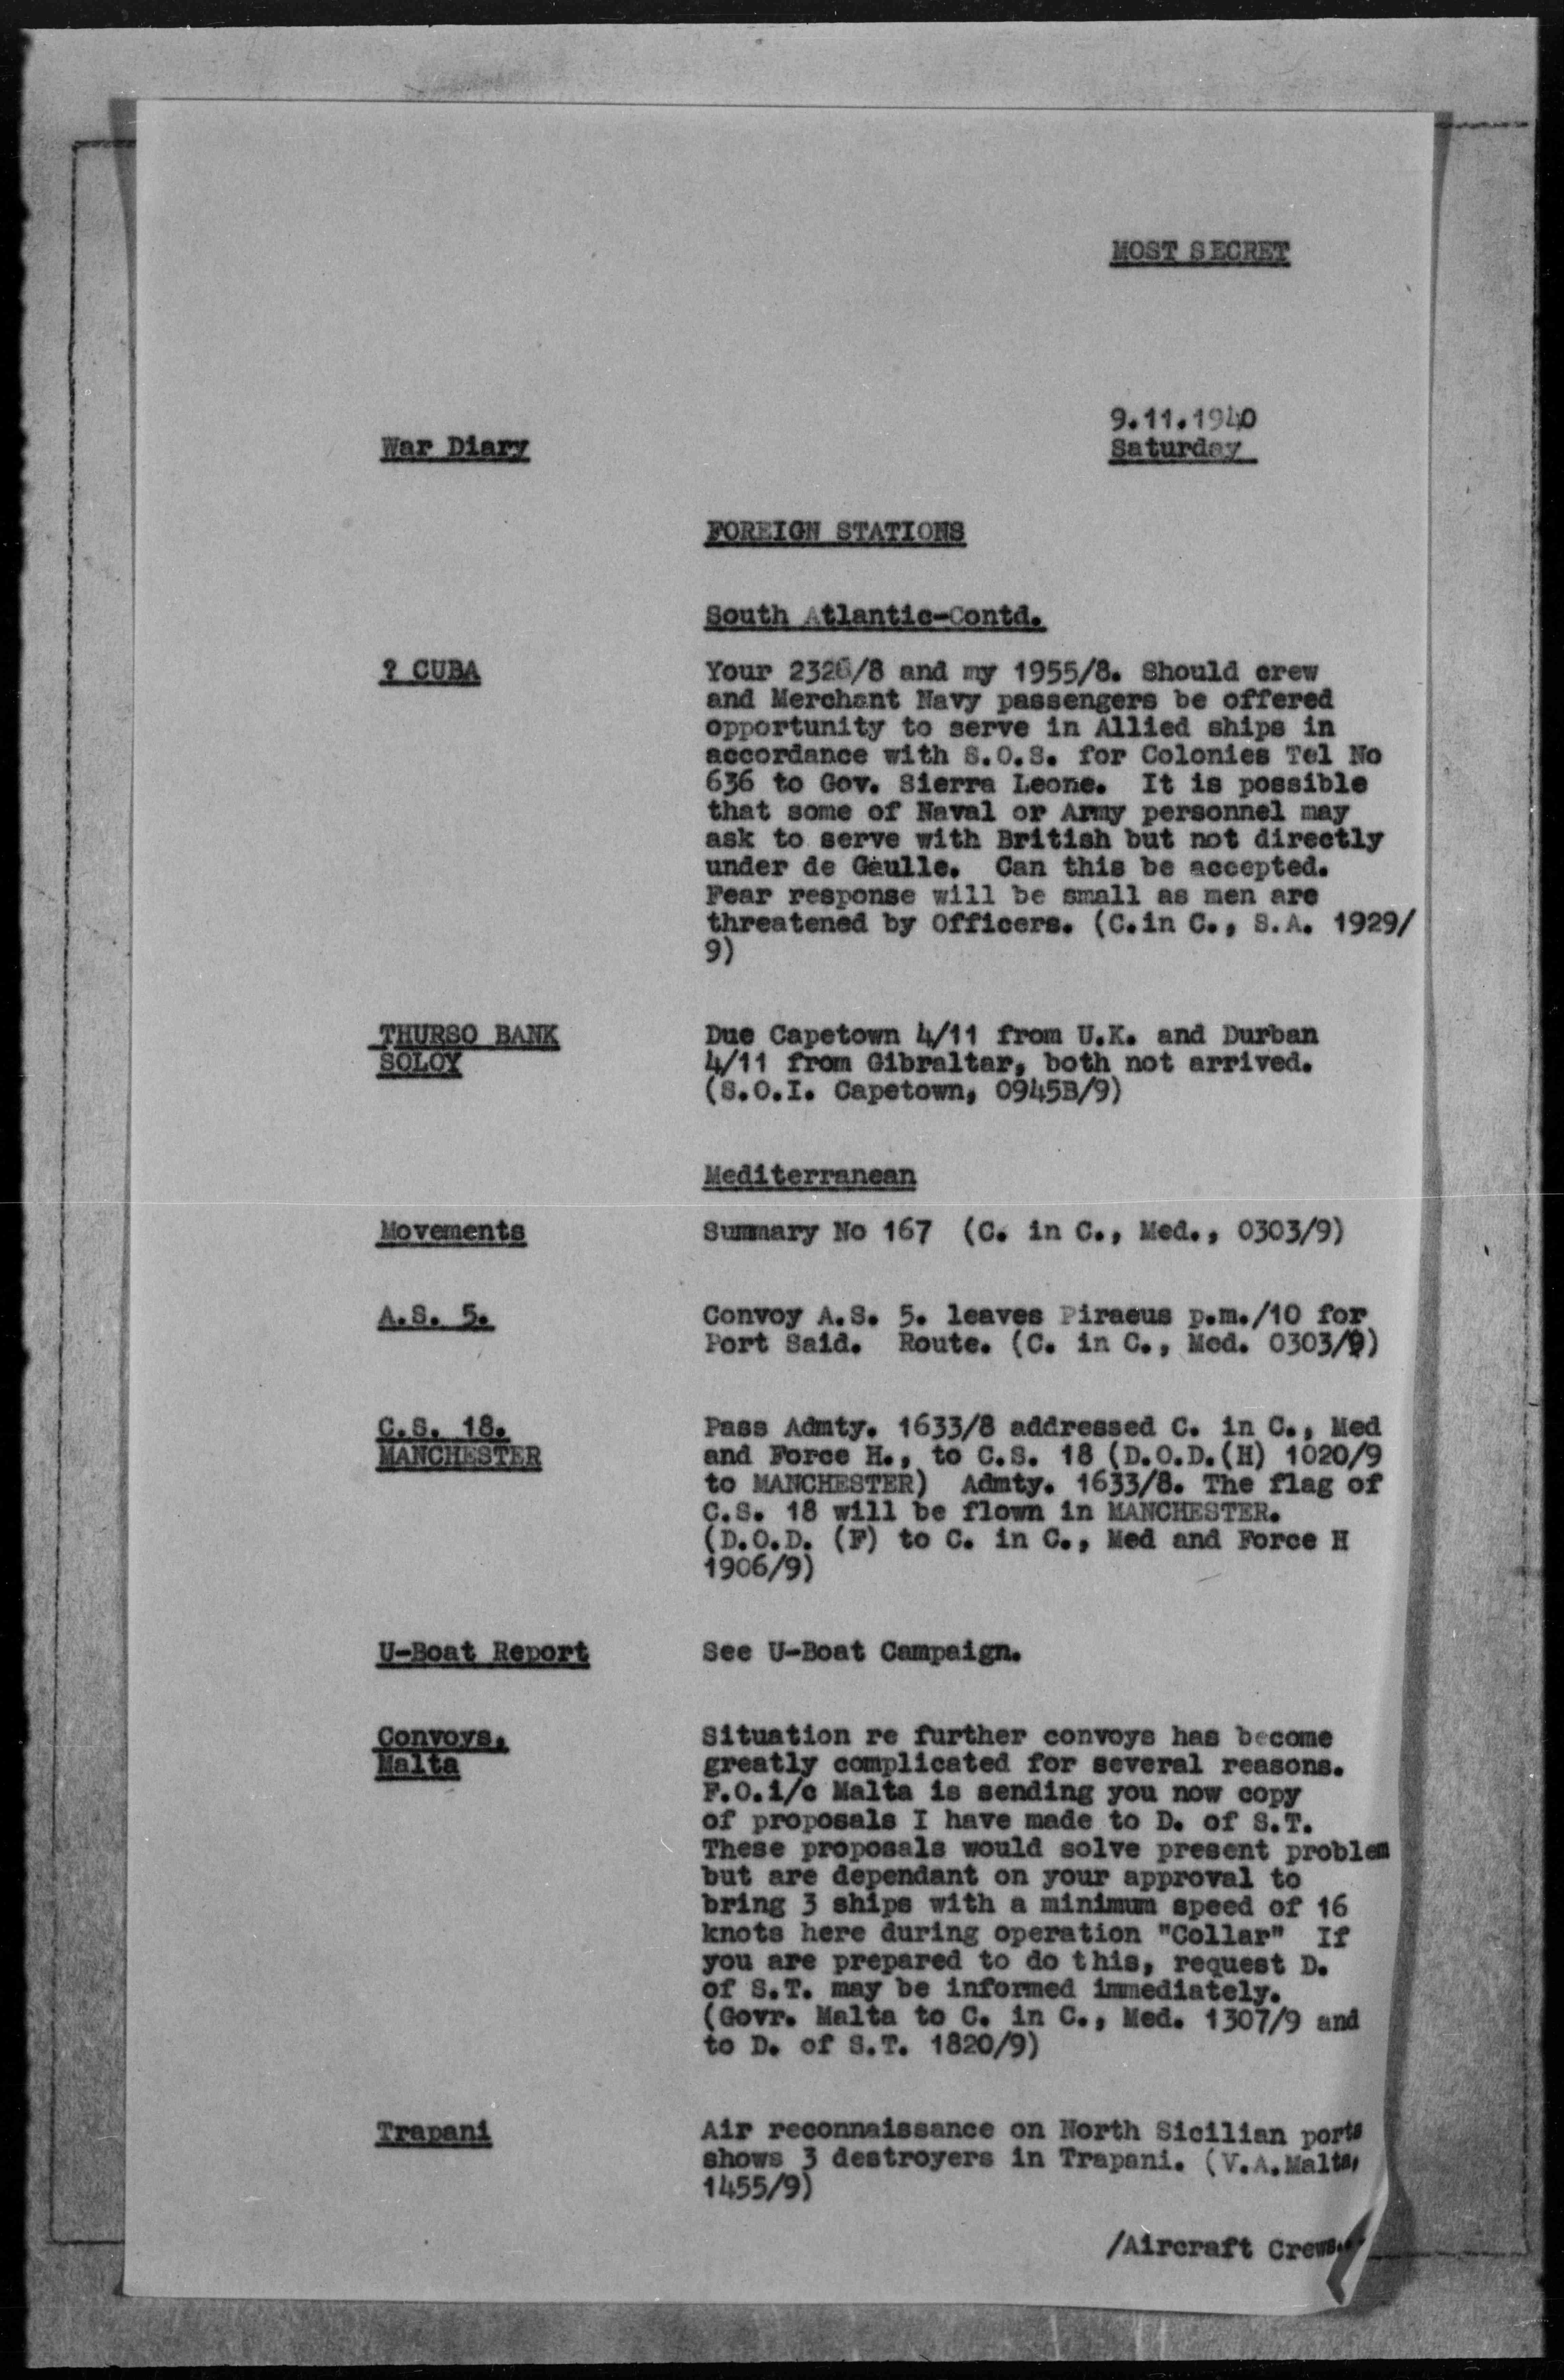 MOST SECRET
9.11.1940
War Diary
Saturday
FOREIGN STATIONS
South Atlantic-Contd.
? CUBA
Your 2326/8 and my 1955/8. Should crew
and Merchant Navy passengers be offered
opportunity to serve in Allied ships in
accordance with S.O.S. for Colonies Tel No
636 to Gov. Sierra Leone. It is possible
that some of Naval or Army personnel may
ask to serve with British but not directly
under de Gaulle. Can this be accepted.
Fear response will be small as men are
threatened by Officers. (C.in C., S.A. 1929/
9)
THURSO BANK
SOLOY
Due Capetown 4/11 from U.K. and Durban
4/11 from Gibraltar, both not arrived.
(S.O.I. Capetown, 0945B/9)
Mediterranean
Movements
Summary No 167 (C. in C., Med., 0303/9)
A.S. 5.
Convoy A.S. 5. leaves Piraeus p.m./10 for
Port Said. Route. (C. in C., Med. 0303/9)
C.S. 18.
MANCHESTER
Pass Admty. 1633/8 addressed C. in C., Med
and Force H., to C.S. 18 (D.O.D.(H) 1020/9
to MANCHESTER) Admty. 1633/8. The flag of
C.S. 18 will be flown in MANCHESTER.
(D.O.D. (F) to C. in C., Med and Force H
1906/9)
U-Boat Report
See U-Boat Campaign.
Convoys,
Malta
Situation re further convoys has become
greatly complicated for several reasons.
F.O.i/c Malta is sending you now copy
of proposals I have made to D. of S.T.
These proposals would solve present problem
but are dependant on your approval to
bring 3 ships with a minimum speed of 16
knots here during operation "Collar" If
you are prepared to do this, request D.
of S.T. may be informed immediately.
(Govr. Malta to C. in C., Med. 1307/9 and
to D. of S.T. 1820/9)
Trapani
Air reconnaissance on North Sicilian ports
shows 3 destroyers in Trapani. (V.A.Malta,
1455/9)
/Aircraft Crews..